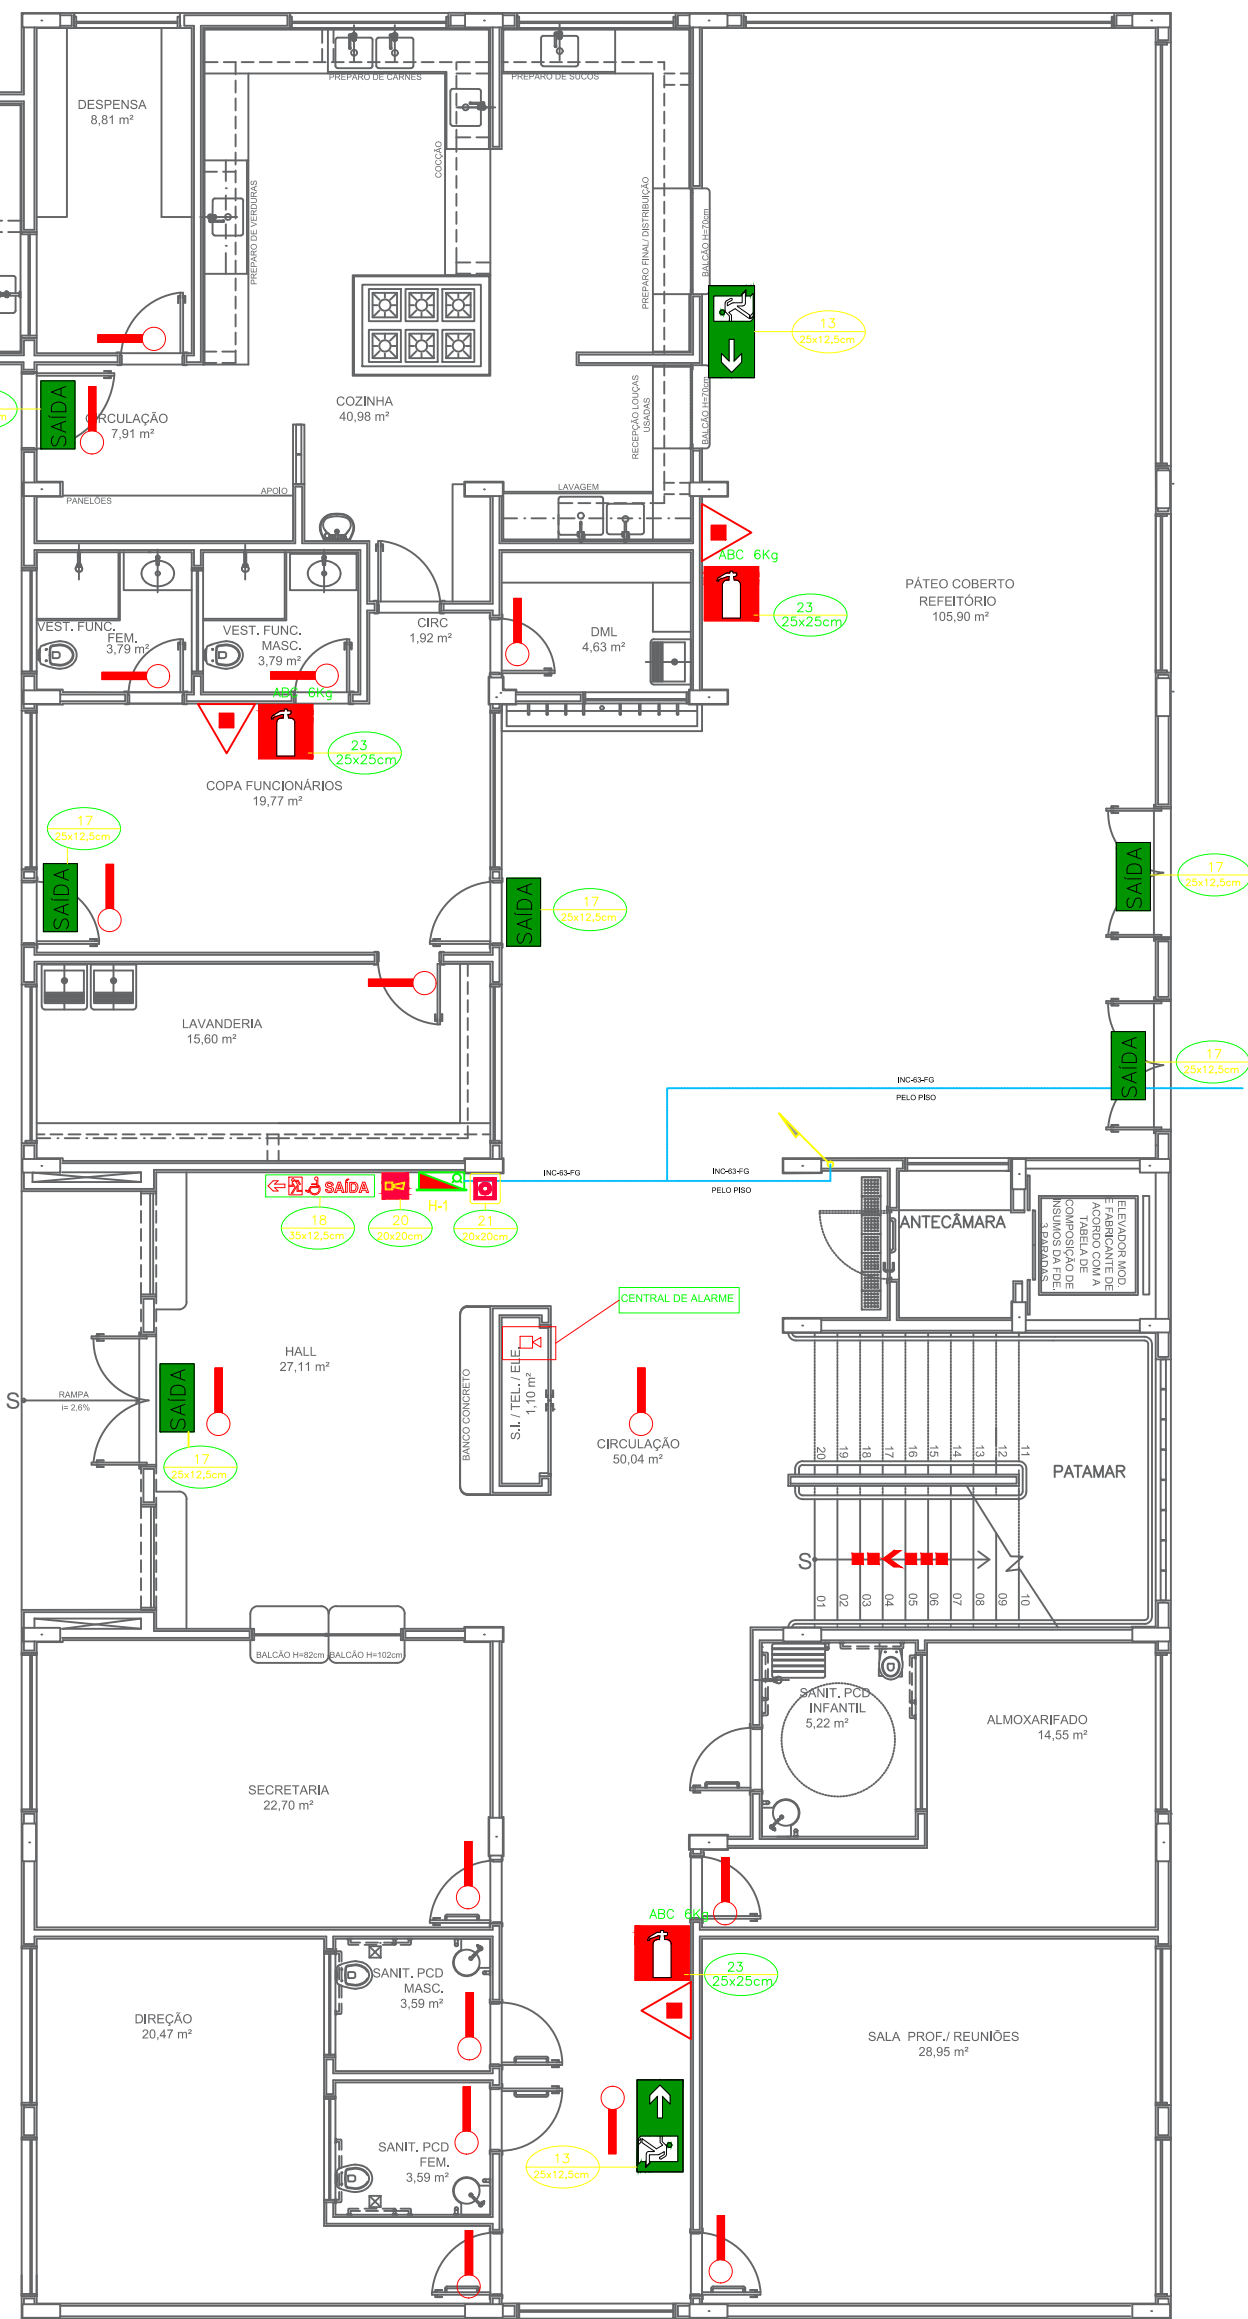 DESPENSA
8,81 m²
PREPARO DE CARNES
PREPARO DE SUCOS
COCÇÃO
PREPARO DE VERDURAS
PREPARO FINAL/ DISTRIBUIÇÃO
BALCÃO H=70cm
13
25x12,5cm
SAÍDA
CIRCULAÇÃO
7,91 m²
COZINHA
40,98 m²
RECEPÇÃO LOUÇAS
USADAS
BALCÃO H=70cm
PANELÕES
APOIO
LAVAGEM
ABC 6Kg
23
25x25cm
PÁTEO COBERTO
REFEITÓRIO
105,90 m²
VEST. FUNC.
FEM.
3,79 m²
VEST. FUNC.
MASC.
3,79 m²
CIRC
1,92 m²
DML
4,63 m²
ABC 6Kg
23
25x25cm
COPA FUNCIONÁRIOS
19,77 m²
17
25x12,5cm
SAÍDA
SAÍDA
17
25x12,5cm
SAÍDA
17
25x12,5cm
LAVANDERIA
15,60 m²
SAÍDA
17
25x12,5cm
INC-63-FG
PELO PISO
INC-63-FG
INC-63-FG
PELO PISO
SAÍDA
H-1
18
35x12,5cm
20
20x20cm
21
20x20cm
ANTECÂMARA
ELEVADOR MOD.
E FABRICANTE DE
ACORDO COM A
TABELA DE
COMPOSIÇÃO DE
INSUMOS DA FDE.
3 PARADAS
CENTRAL DE ALARME
HALL
27,11 m²
S.I. / TEL. / ELE.
1,10 m²
BANCO CONCRETO
S
RAMPA
i= 2,6%
SAÍDA
17
25x12,5cm
CIRCULAÇÃO
50,04 m²
20 19 18 17 16 15 14 13 12 11
PATAMAR
S
01 02 03 04 05 06 07 08 09 10
BALCÃO H=82cm
BALCÃO H=102cm
SANIT. PCD
INFANTIL
5,22 m²
ALMOXARIFADO
14,55 m²
SECRETARIA
22,70 m²
ABC 6Kg
23
25x25cm
SANIT. PCD
MASC.
3,59 m²
DIREÇÃO
20,47 m²
SALA PROF./ REUNIÕES
28,95 m²
SANIT. PCD
FEM.
3,59 m²
13
25x12,5cm